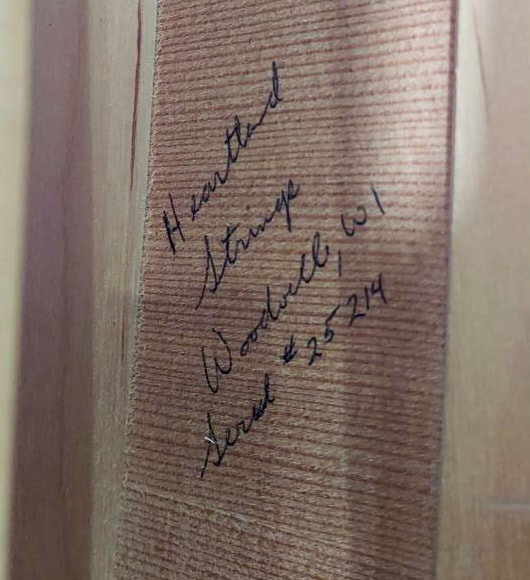 Heartland
Strings
Woodville, WI
Serial # 25214